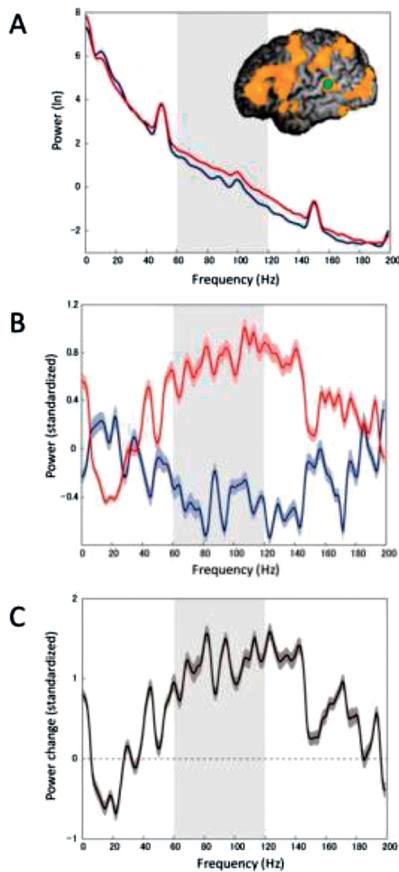 A
8
6
4
2
0
−2
Power (ln)
0 20 40 60 80 100 120 140 160 180 200
Frequency (Hz)
B
1.2
0.8
0.4
0
−0.4
Power (standardized)
0 20 40 60 80 100 120 140 160 180 200
Frequency (Hz)
C
2
1
0
−1
Power change (standardized)
0 20 40 60 80 100 120 140 160 180 200
Frequency (Hz)